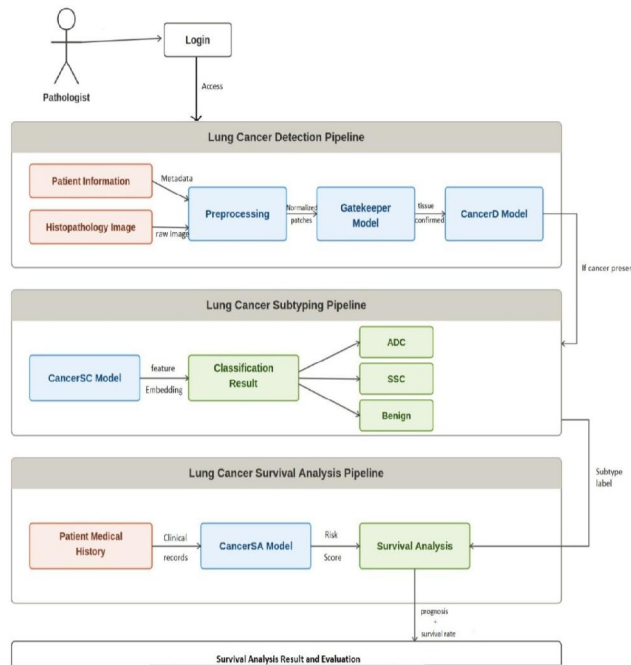 Login
Pathologist
Access
Lung Cancer Detection Pipeline
Patient Information
Metadata
Histopathology Image
raw image
Preprocessing
Normalized
patches
Gatekeeper
Model
tissue
confirmed
CancerD Model
If cancer presen
Lung Cancer Subtyping Pipeline
CancerSC Model
feature
Embedding
Classification
Result
ADC
SSC
Benign
Subtype
label
Lung Cancer Survival Analysis Pipeline
Patient Medical
History
Clinical
records
CancerSA Model
Risk
Score
Survival Analysis
prognosis
+
survival rate
Survival Analysis Result and Evaluation